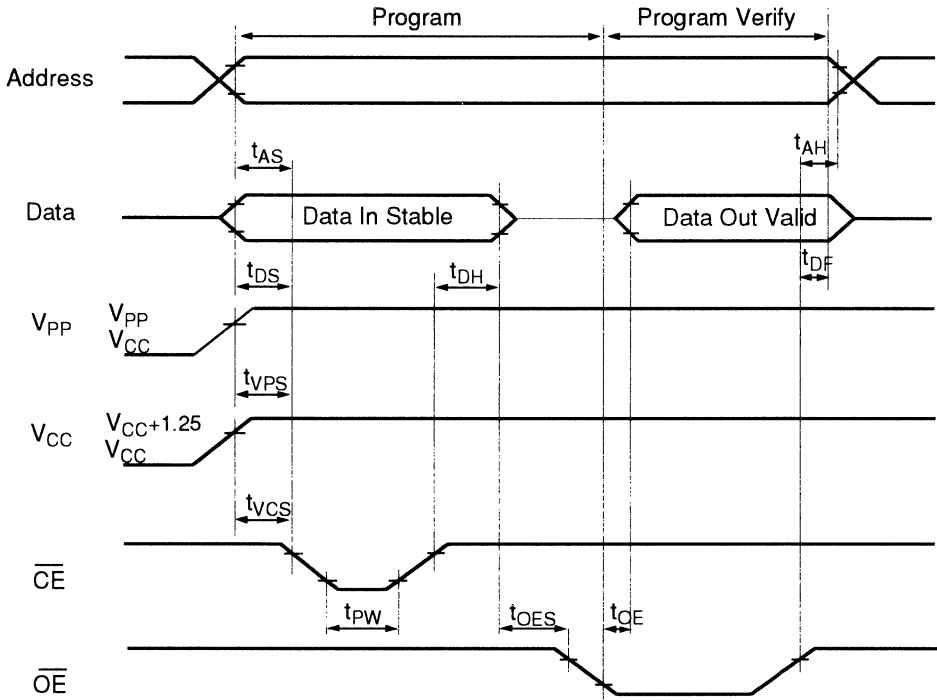 Program Program Verify
Address
tAS tAH
Data Data In Stable Data Out Valid
tDS tDH tDF
VPP VPP
VCC
tVPS
VCC VCC+1.25
VCC
tVCS
CE
tPW tOES tOE
OE